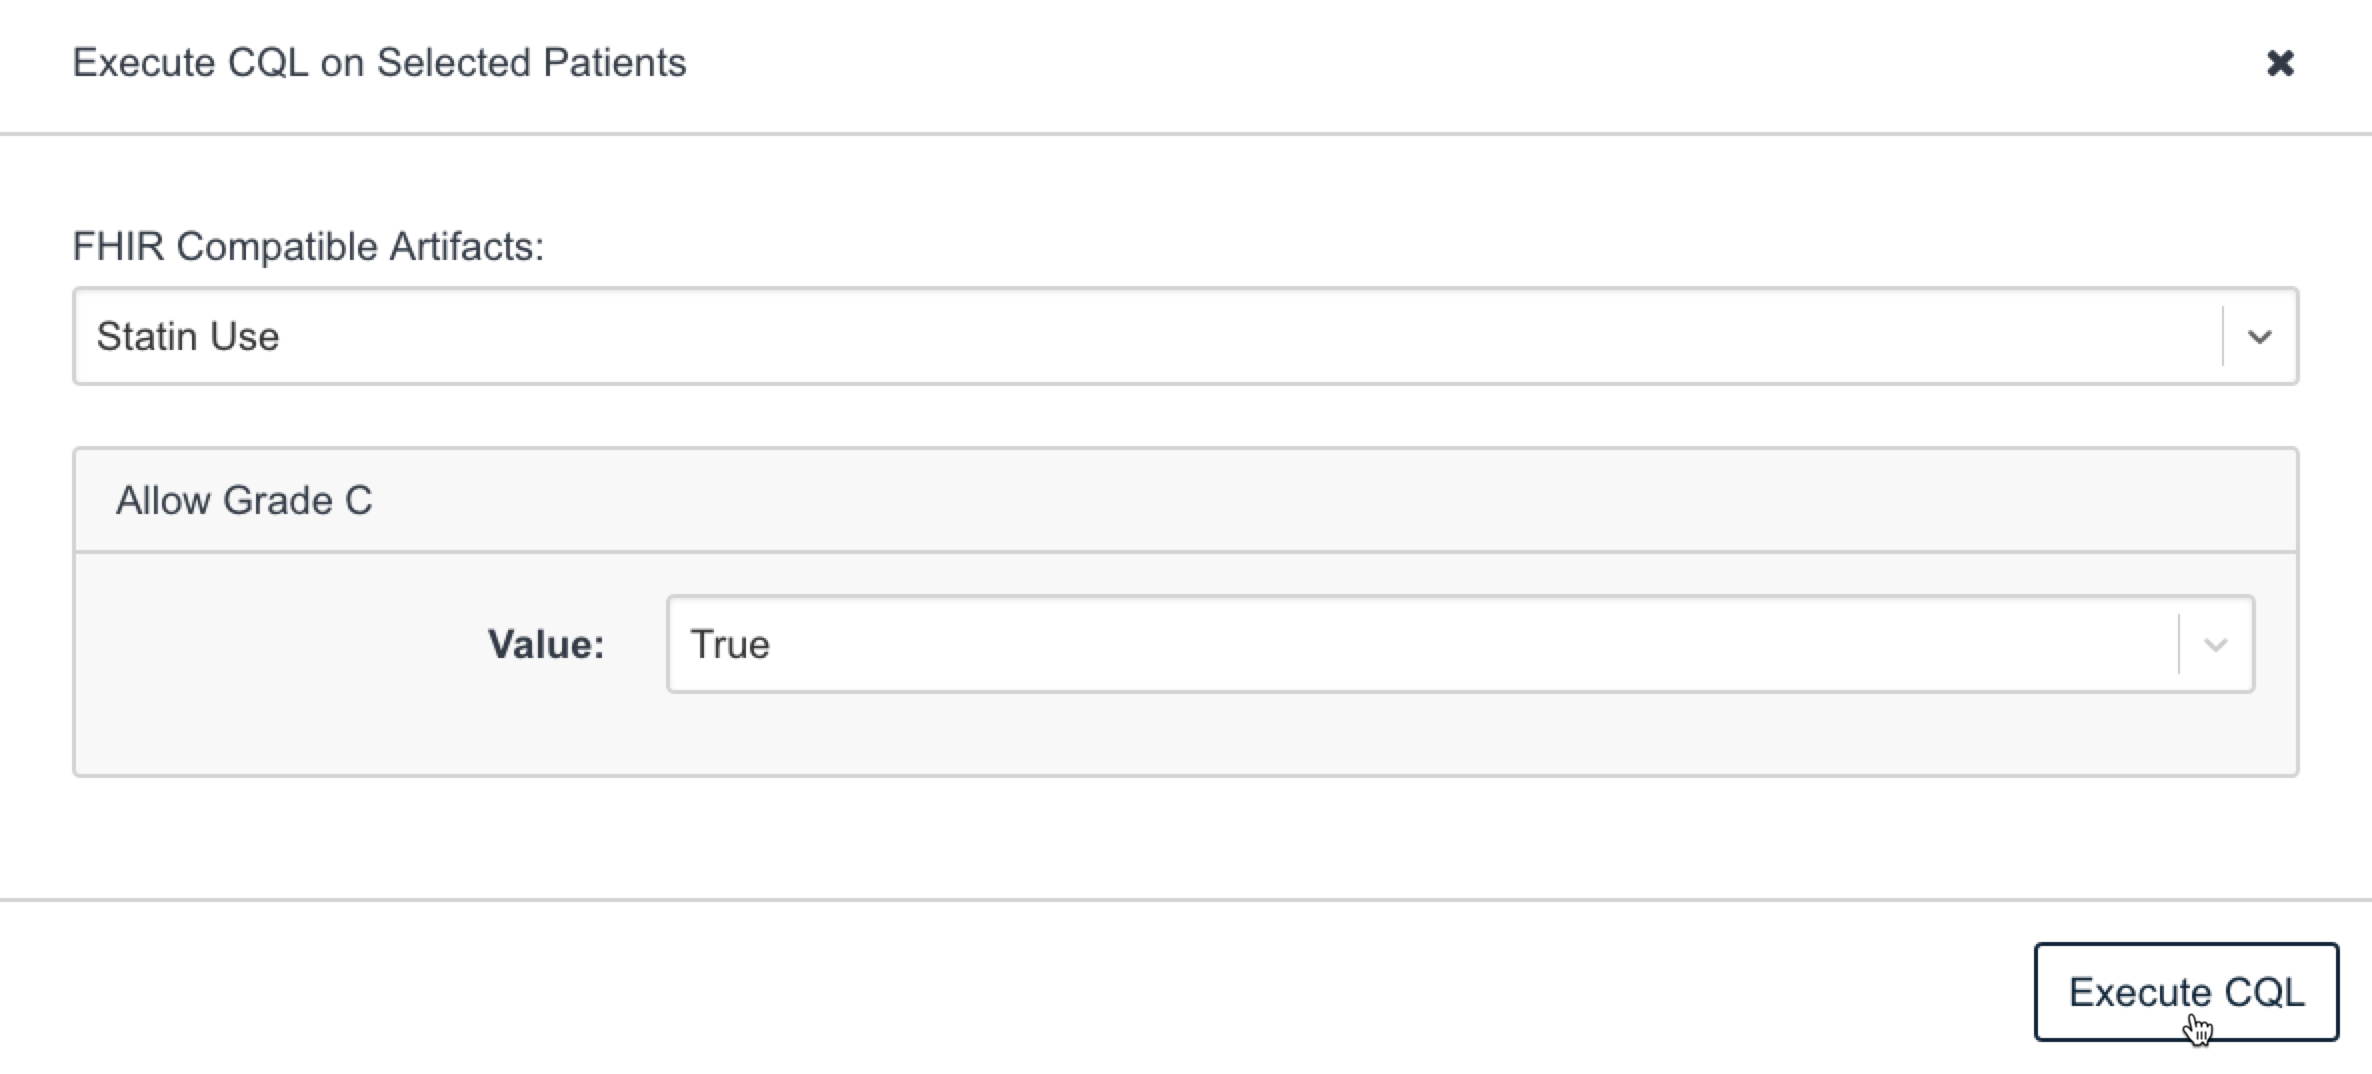 Execute CQL on Selected Patients
FHIR Compatible Artifacts:
Statin Use
Allow Grade C
Value: True
Execute CQL